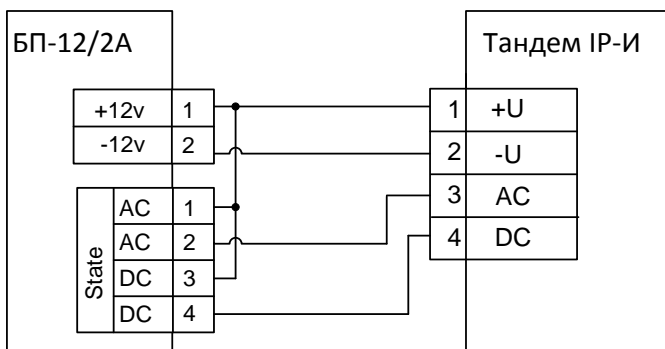 БП-12/2А
Тандем IP-И
+12v 1
-12v 2
State
AC 1
AC 2
DC 3
DC 4
1 +U
2 -U
3 AC
4 DC